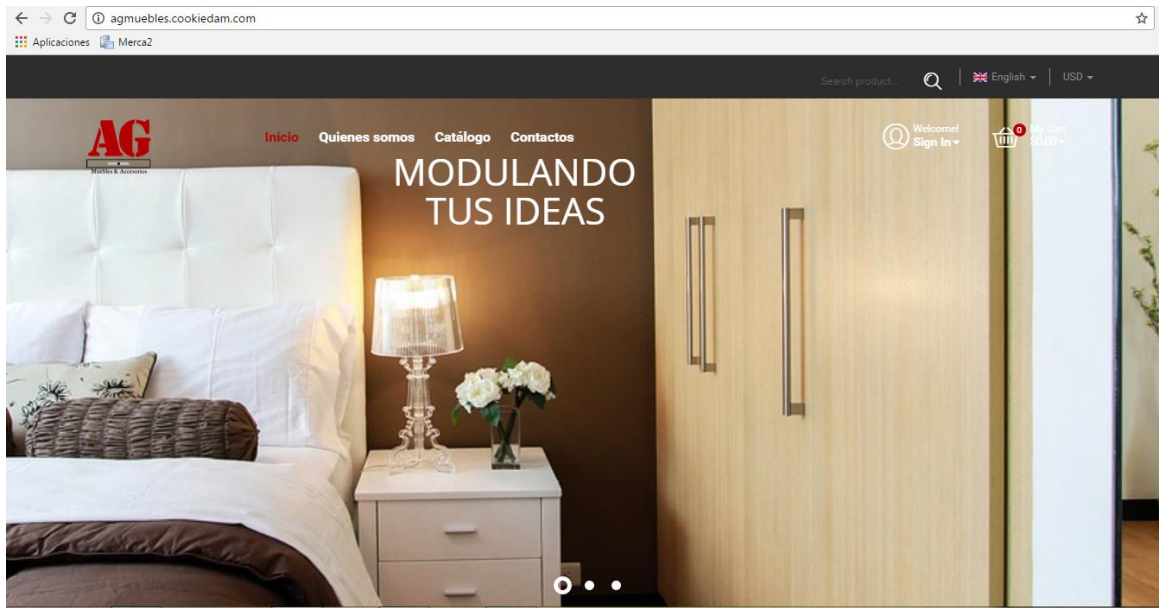 agmuebles.cookiedam.com
Aplicaciones Merca2
Search product... English USD
AG
Muebles & Accesorios
Inicio Quienes somos Catálogo Contactos
Welcome!
Sign In
0
My Cart
$0.00
MODULANDO
TUS IDEAS